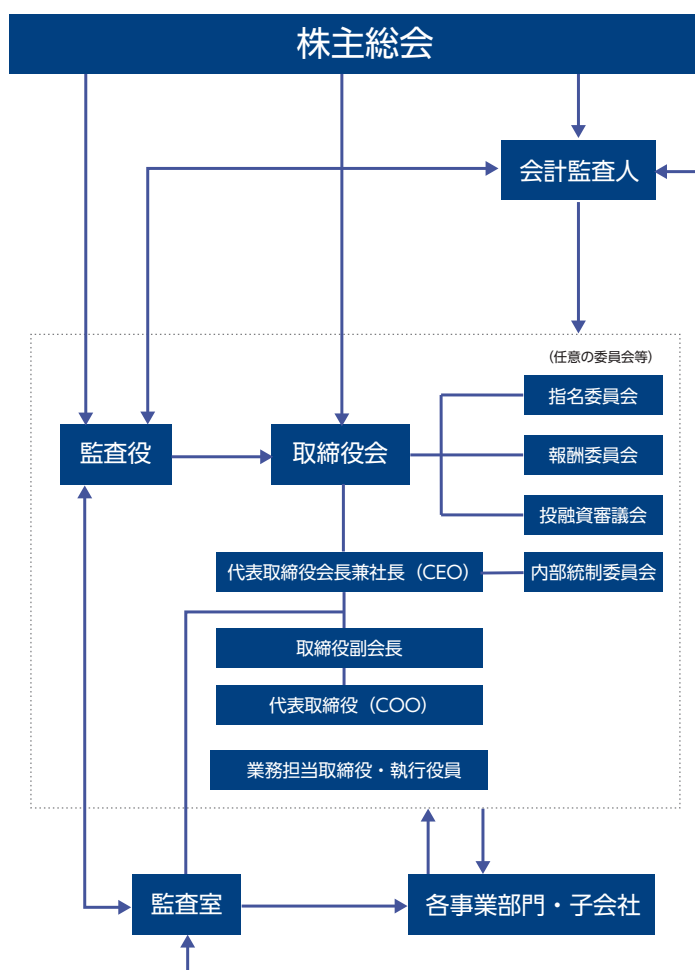 株主総会
会計監査人
(任意の委員会等)
指名委員会
監査役
取締役会
報酬委員会
投融資審議会
代表取締役会長兼社長（CEO）
内部統制委員会
取締役副会長
代表取締役（COO）
業務担当取締役・執行役員
監査室
各事業部門・子会社